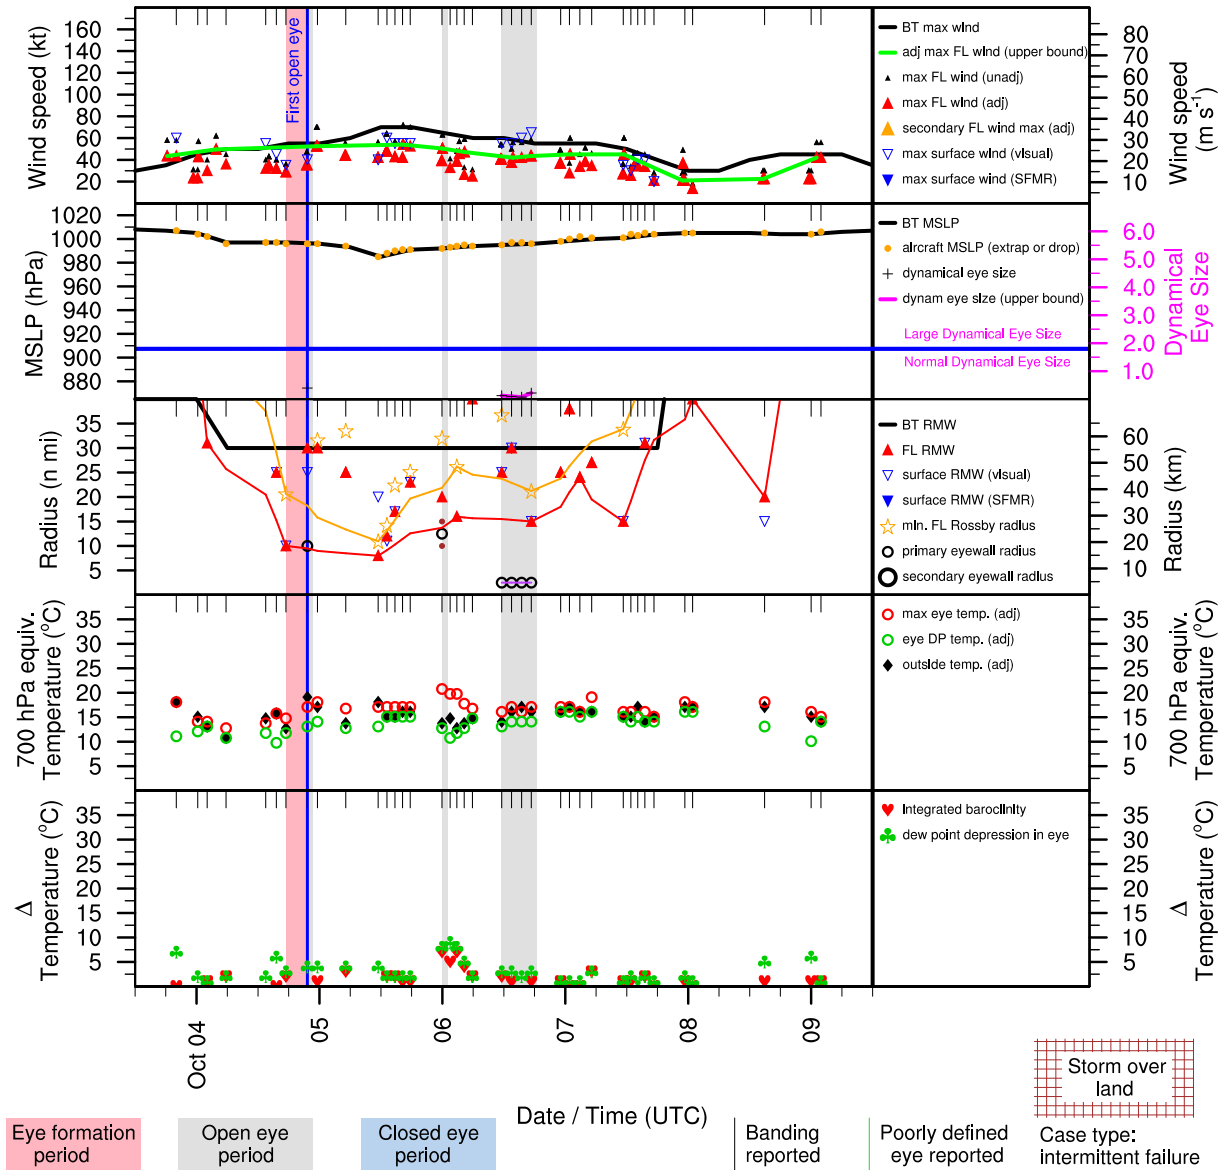 Wind speed (kt)
160
140
120
100
80
60
40
20
First open eye
BT max wind
adj max FL wind (upper bound)
max FL wind (unadj)
max FL wind (adj)
secondary FL wind max (adj)
max surface wind (visual)
max surface wind (SFMR)
80
70
60
50
40
30
20
10
Wind speed
(m s-1)
MSLP (hPa)
1020
1000
980
960
940
920
900
880
BT MSLP
aircraft MSLP (extrap or drop)
dynamical eye size
dynam eye size (upper bound)
Large Dynamical Eye Size
Normal Dynamical Eye Size
6.0
5.0
4.0
3.0
2.0
1.0
Dynamical
Eye Size
Radius (n mi)
35
30
25
20
15
10
5
BT RMW
FL RMW
surface RMW (visual)
surface RMW (SFMR)
min. FL Rossby radius
primary eyewall radius
secondary eyewall radius
60
50
40
30
20
10
Radius (km)
700 hPa equiv.
Temperature (°C)
35
30
25
20
15
10
5
max eye temp. (adj)
eye DP temp. (adj)
outside temp. (adj)
35
30
25
20
15
10
5
700 hPa equiv.
Temperature (°C)
Δ
Temperature (°C)
35
30
25
20
15
10
5
integrated baroclinity
dew point depression in eye
35
30
25
20
15
10
5
Δ
Temperature (°C)
Oct 04
05
06
07
08
09
Date / Time (UTC)
Storm over
land
Eye formation
period
Open eye
period
Closed eye
period
Banding
reported
Poorly defined
eye reported
Case type:
intermittent failure